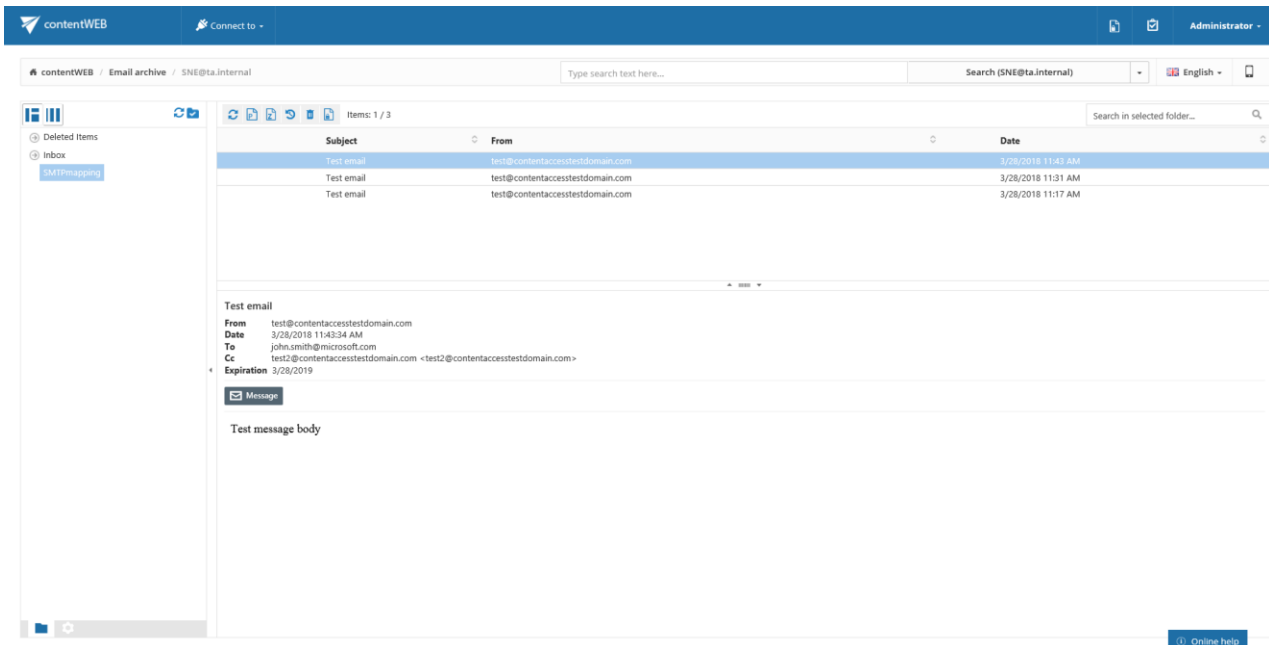 contentWEB Connect to Administrator
contentWEB / Email archive / SNE@ta.internal Type search text here... Search (SNE@ta.internal) English
Items: 1 / 3 Search in selected folder...
Deleted Items
Inbox
SMTPmapping
Subject From Date
Test email test@contentaccesstestdomain.com 3/28/2018 11:43 AM
Test email test@contentaccesstestdomain.com 3/28/2018 11:31 AM
Test email test@contentaccesstestdomain.com 3/28/2018 11:17 AM
Test email
From test@contentaccesstestdomain.com
Date 3/28/2018 11:43:34 AM
To john.smith@microsoft.com
Cc test2@contentaccesstestdomain.com <test2@contentaccesstestdomain.com>
Expiration 3/28/2019
Message
Test message body
Online help